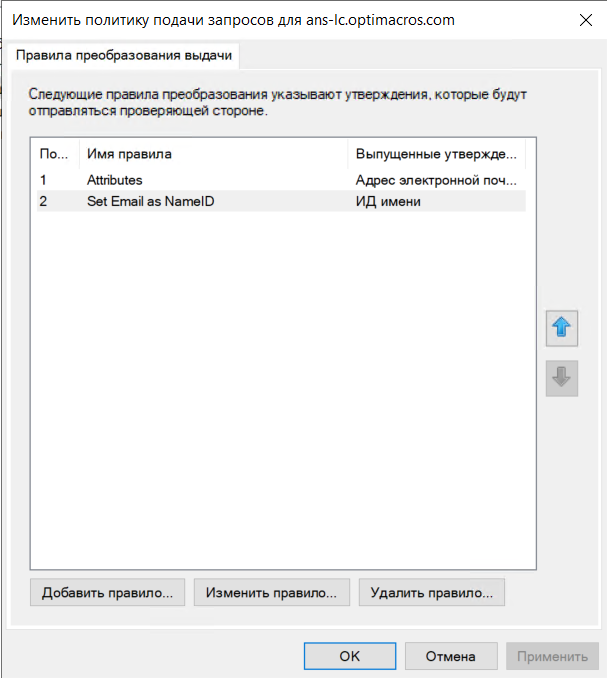 Изменить политику подачи запросов для ans-lc.optimacros.com
Правила преобразования выдачи
Следующие правила преобразования указывают утверждения, которые будут
отправляться проверяющей стороне.
По... Имя правила Выпущенные утвержде...
1 Attributes Адрес электронной поч...
2 Set Email as NameID ИД имени
Добавить правило... Изменить правило... Удалить правило...
OK Отмена Применить